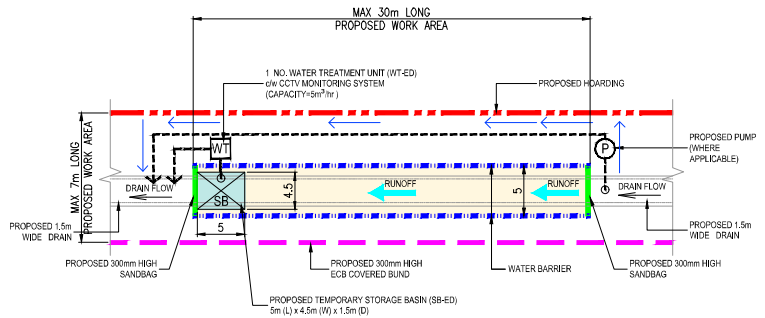 MAX 30m LONG
PROPOSED WORK AREA
1 NO. WATER TREATMENT UNIT (WT-ED)
c/w CCTV MONITORING SYSTEM
(CAPACITY=5m³/hr )
PROPOSED HOARDING
MAX 7m LONG
PROPOSED WORK AREA
WT
P
PROPOSED PUMP
(WHERE
APPLICABLE)
DRAIN FLOW
SB
4.5
5
RUNOFF
5
RUNOFF
DRAIN FLOW
PROPOSED 1.5m
WIDE DRAIN
PROPOSED 1.5m
WIDE DRAIN
PROPOSED 300mm HIGH
SANDBAG
PROPOSED 300mm HIGH
ECB COVERED BUND
WATER BARRIER
PROPOSED 300mm HIGH
SANDBAG
PROPOSED TEMPORARY STORAGE BASIN (SB-ED)
5m (L) x 4.5m (W) x 1.5m (D)